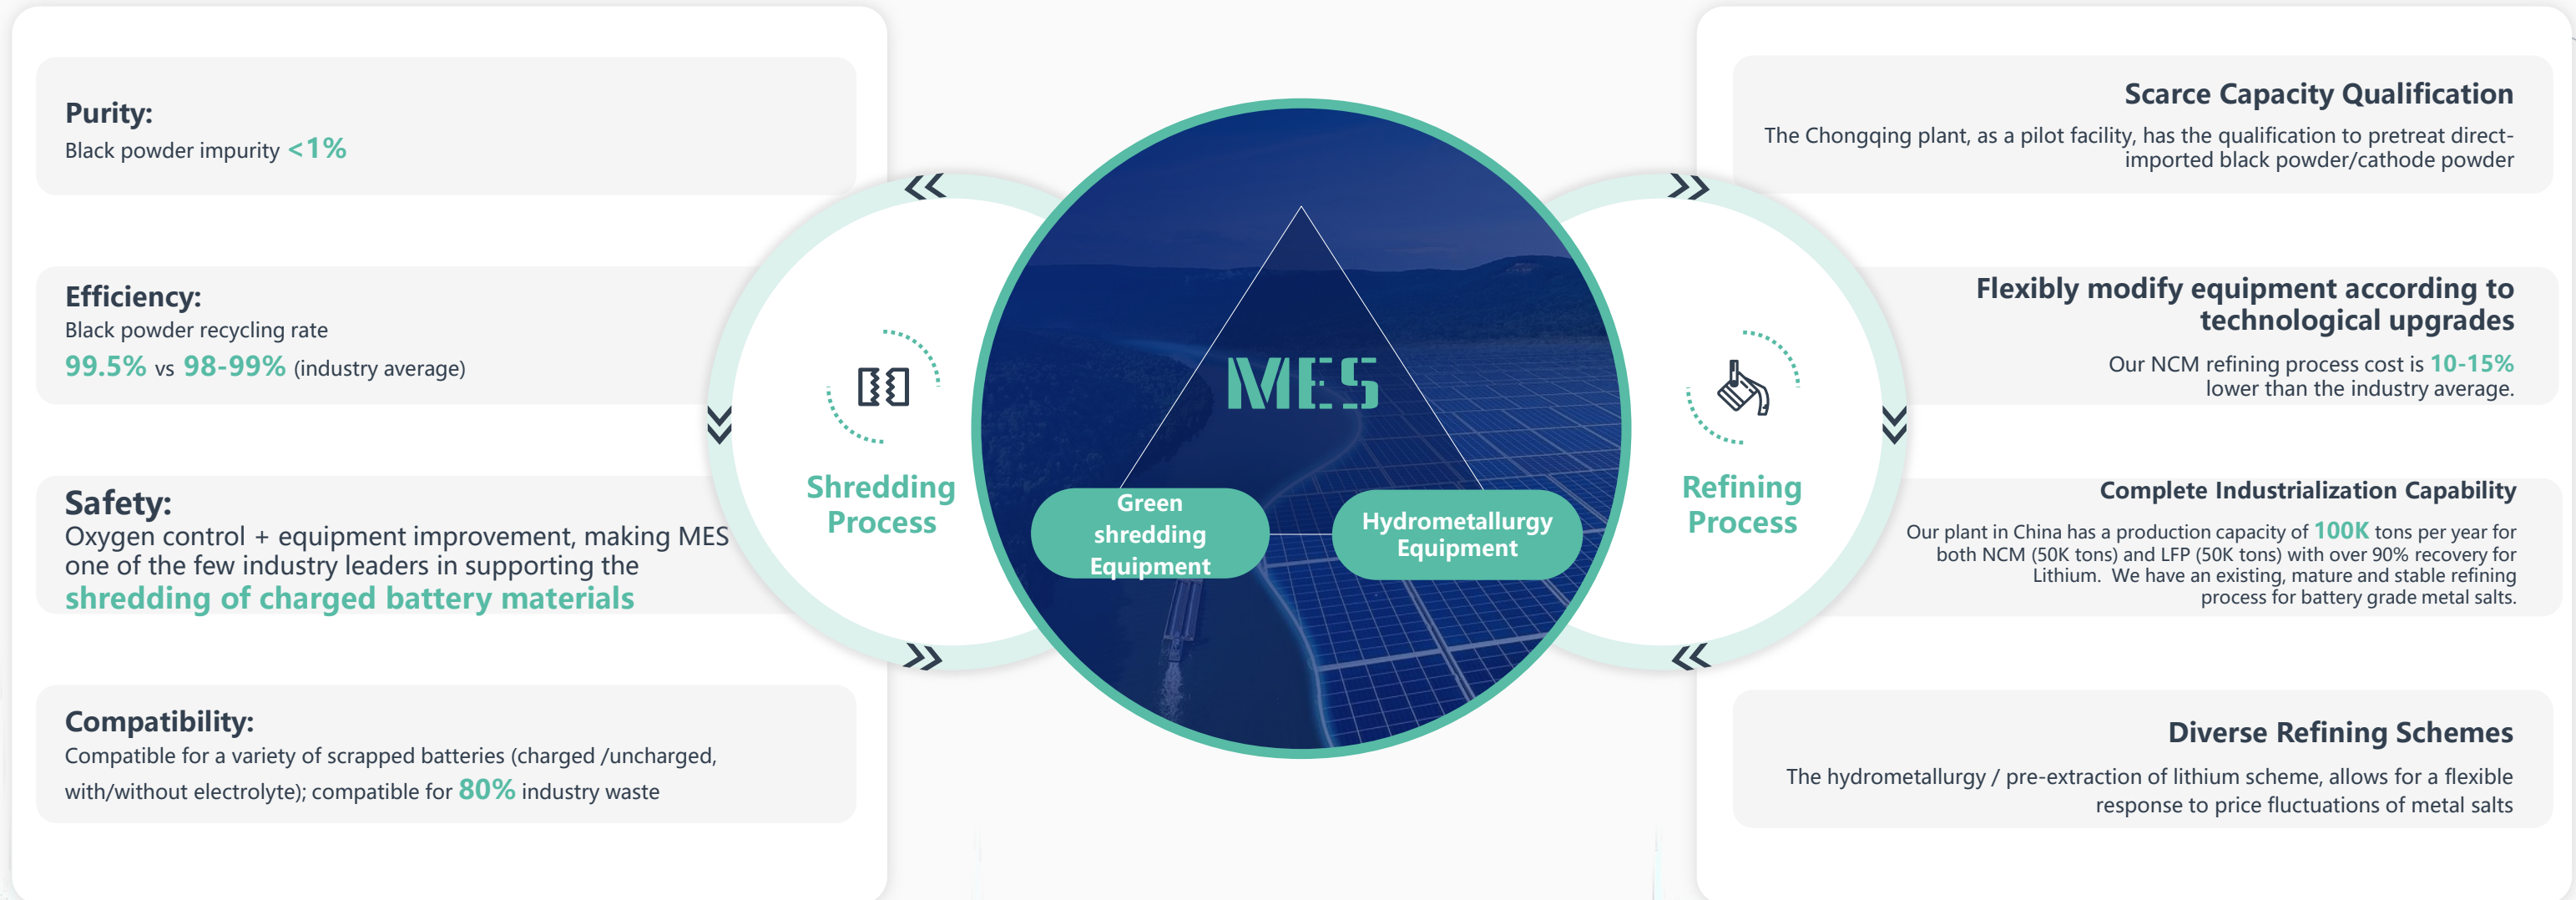 Purity:
Black powder impurity <1%
Efficiency:
Black powder recycling rate
99.5% vs 98-99% (industry average)
Safety:
Oxygen control + equipment improvement, making MES
one of the few industry leaders in supporting the
shredding of charged battery materials
Compatibility:
Compatible for a variety of scrapped batteries (charged /uncharged,
with/without electrolyte); compatible for 80% industry waste
Shredding
Process
MES
Green
shredding
Equipment
Hydrometallurgy
Equipment
Refining
Process
Scarce Capacity Qualification
The Chongqing plant, as a pilot facility, has the qualification to pretreat direct-
imported black powder/cathode powder
Flexibly modify equipment according to
technological upgrades
Our NCM refining process cost is 10-15%
lower than the industry average.
Complete Industrialization Capability
Our plant in China has a production capacity of 100K tons per year for
both NCM (50K tons) and LFP (50K tons) with over 90% recovery for
Lithium.  We have an existing, mature and stable refining
process for battery grade metal salts.
Diverse Refining Schemes
The hydrometallurgy / pre-extraction of lithium scheme, allows for a flexible
response to price fluctuations of metal salts